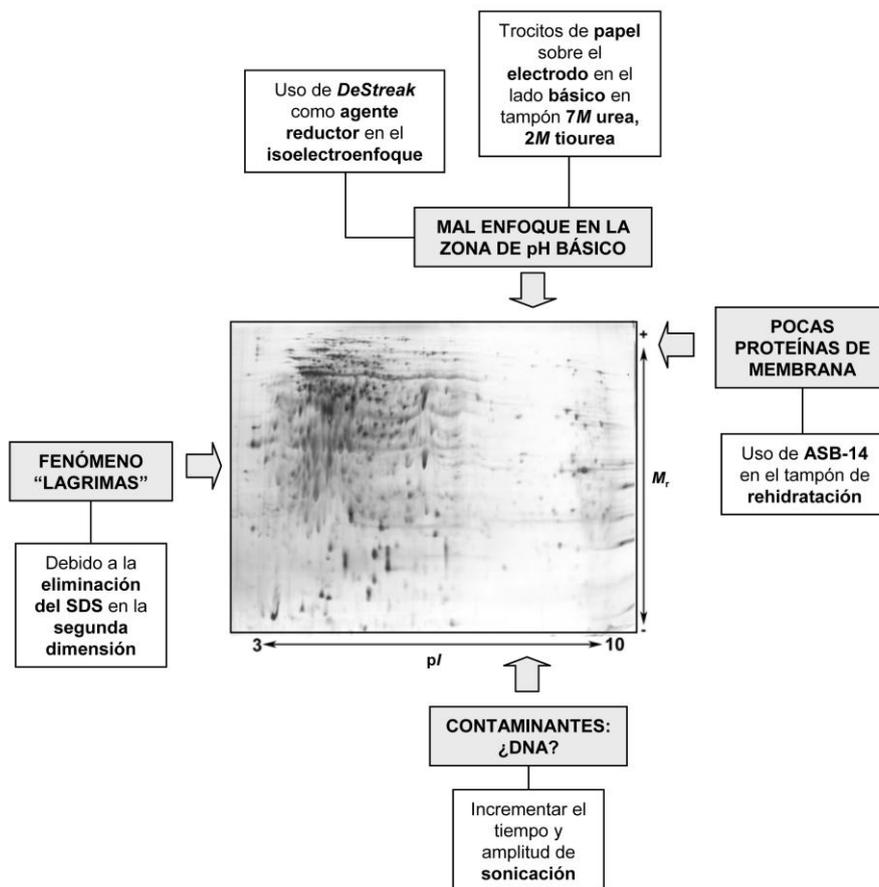 Trocitos de papel
sobre el
electrodo en el
lado básico en
tampón 7M urea,
2M tiourea
Uso de DeStreak
como agente
reductor en el
isoelectroenfoque
MAL ENFOQUE EN LA
ZONA DE pH BÁSICO
+
POCAS
PROTEÍNAS DE
MEMBRANA
Uso de ASB-14
en el tampón de
rehidratación
FENÓMENO
“LAGRIMAS”
Debido a la
eliminación
del SDS en la
segunda
dimensión
Mr
-
3
10
pI
CONTAMINANTES:
¿DNA?
Incrementar el
tiempo y
amplitud de
sonicación